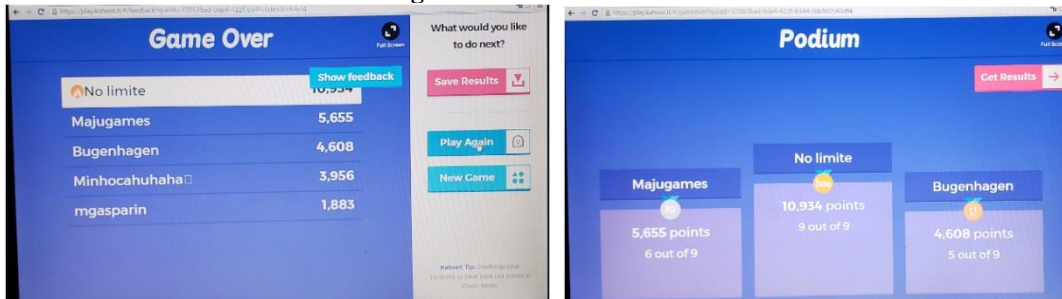 Game Over
Full Screen
What would you like
to do next?
Show feedback
No limite
10,934
Majugames
5,655
Bugenhagen
4,608
Minhocahuhaha
3,956
mgasparin
1,883
Save Results
Play Again
New Game
Podium
Get Results
No limite
10,934 points
9 out of 9
Majugames
5,655 points
6 out of 9
Bugenhagen
4,608 points
5 out of 9